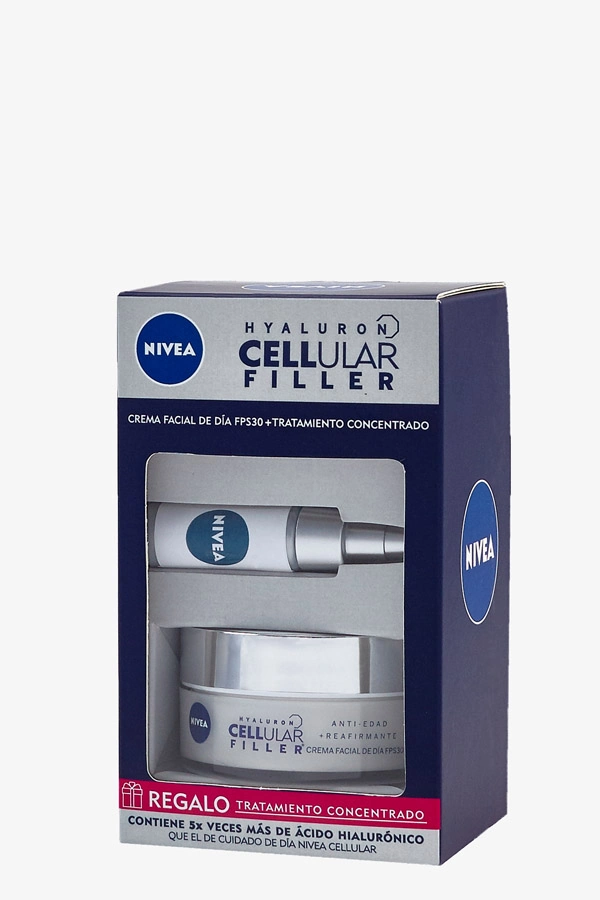 NIVEA
NIVEA
HYALURON
CELLULAR
FILLER
CREMA FACIAL DE DÍA FPS30+TRATAMIENTO CONCENTRADO
NIVEA
NIVEA
NIVEA
HYALURON
CELLULAR
FILLER
ANTI-EDAD
+REAFIRMANTE
CREMA FACIAL DE DÍA FPS30
REGALO TRATAMIENTO CONCENTRADO
CONTIENE 5x VECES MÁS DE ÁCIDO HIALURÓNICO
QUE EL DE CUIDADO DE DÍA NIVEA CELLULAR